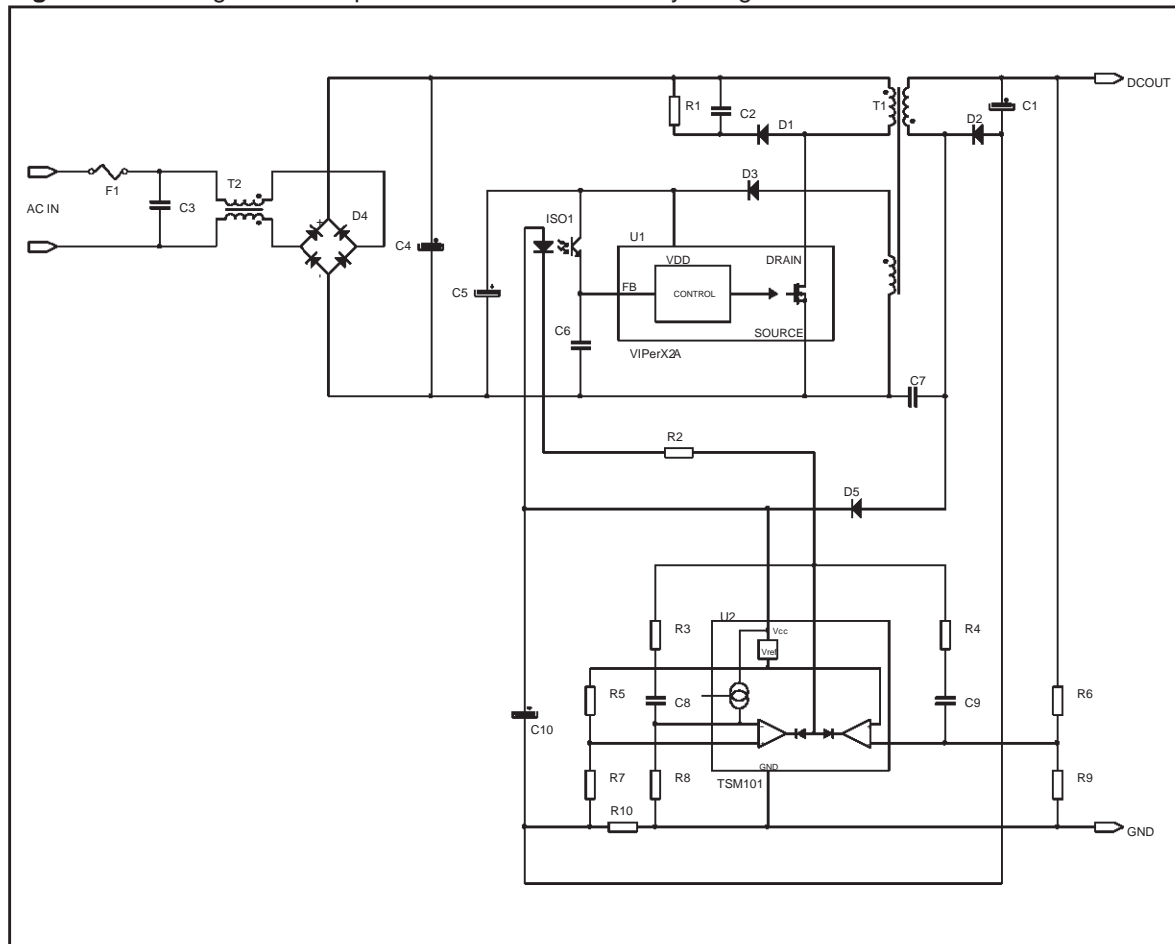 DCOUT
R1
C2
T1
C1
D1
D2
T2
F1
D3
AC IN
C3
D4
ISO1
U1
C4
VDD
DRAIN
C5
FB
CONTROL
C6
SOURCE
VIPerX2A
C7
R2
D5
U2
R3
Vcc
R4
Vref
R5
C8
C9
R6
C10
GND
R7
R8
TSM101
R9
R10
GND